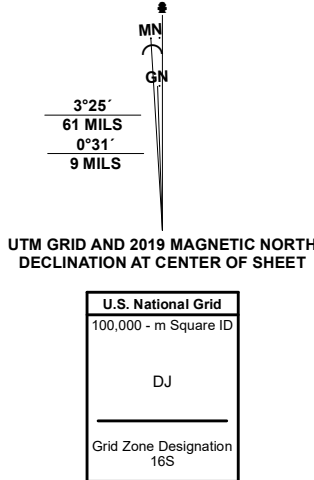 MN
GN
3°25´
61 MILS
0°31´
9 MILS
UTM GRID AND 2019 MAGNETIC NORTH
DECLINATION AT CENTER OF SHEET
U.S. National Grid
100,000 - m Square ID
DJ
Grid Zone Designation
16S